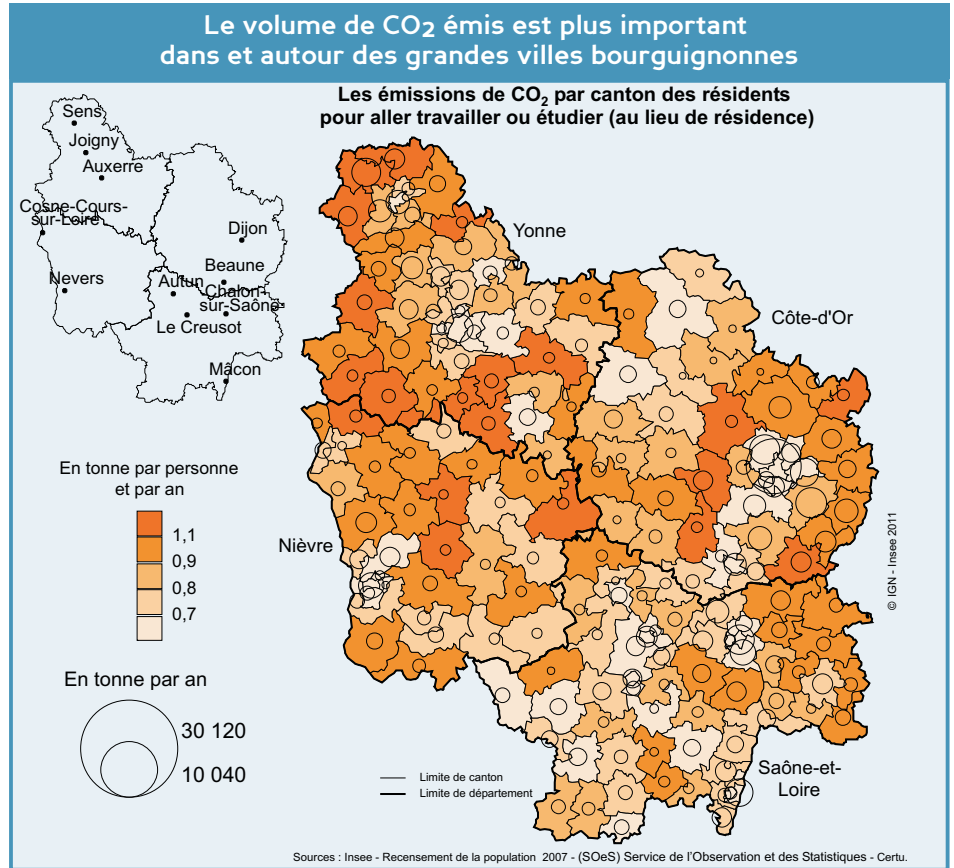 Le volume de CO2 émis est plus important
dans et autour des grandes villes bourguignonnes
Les émissions de CO2 par canton des résidents
pour aller travailler ou étudier (au lieu de résidence)
Sens
Joigny
Auxerre
Cosne-Cours-
sur-Loire
Dijon
Nevers
Beaune
Autun
Chalon-
sur-Saône
Le Creusot
Mâcon
Yonne
Côte-d'Or
Nièvre
Saône-et-
Loire
En tonne par personne
et par an
1,1
0,9
0,8
0,7
En tonne par an
30 120
10 040
Limite de canton
Limite de département
© IGN - Insee 2011
Sources : Insee - Recensement de la population 2007 - (SOeS) Service de l'Observation et des Statistiques - Certu.